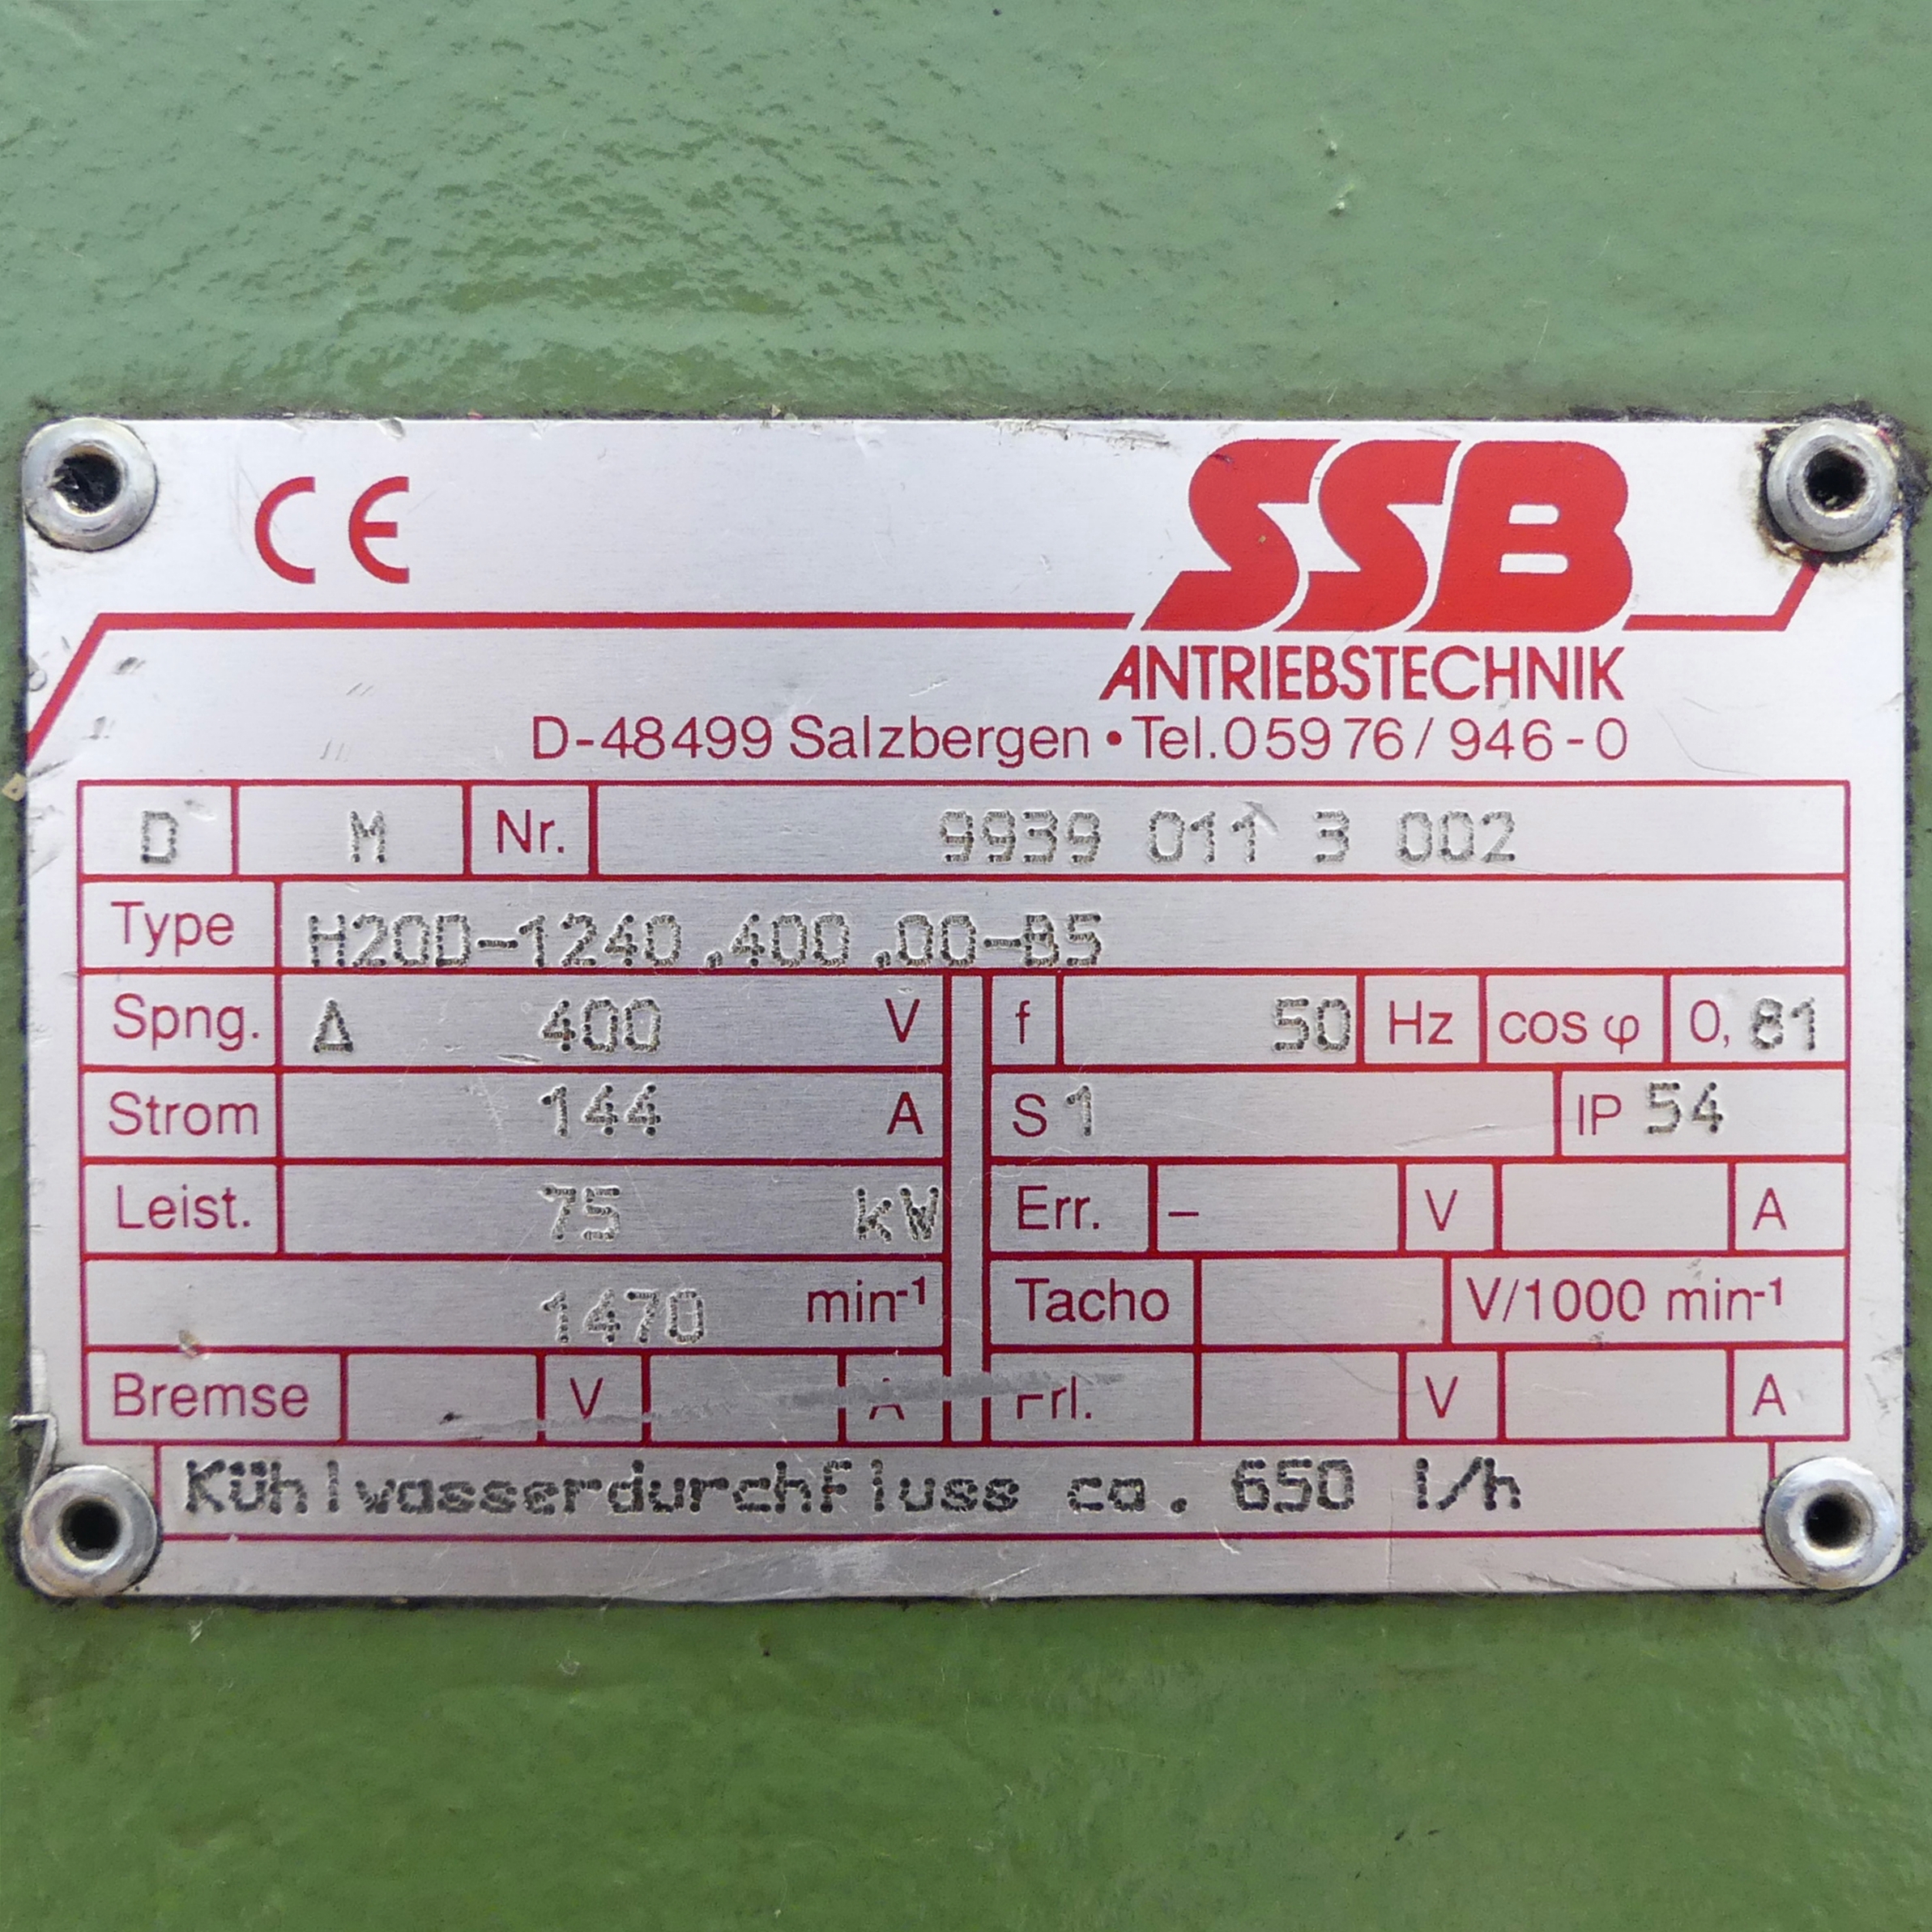 CE SSB
ANTRIEBSTECHNIK
D-48499 Salzbergen • Tel.05976/946-0
D M Nr. 9939 011 3 002
Type H20D-1240.400.00-B5
Spng. Δ 400 V f 50 Hz cos φ 0,81
Strom 144 A S 1 IP 54
Leist. 75 kW Err. - V A
1470 min-1 Tacho V/1000 min-1
Bremse V A Frl. V A
Kühlwasserdurchfluss ca. 650 l/h